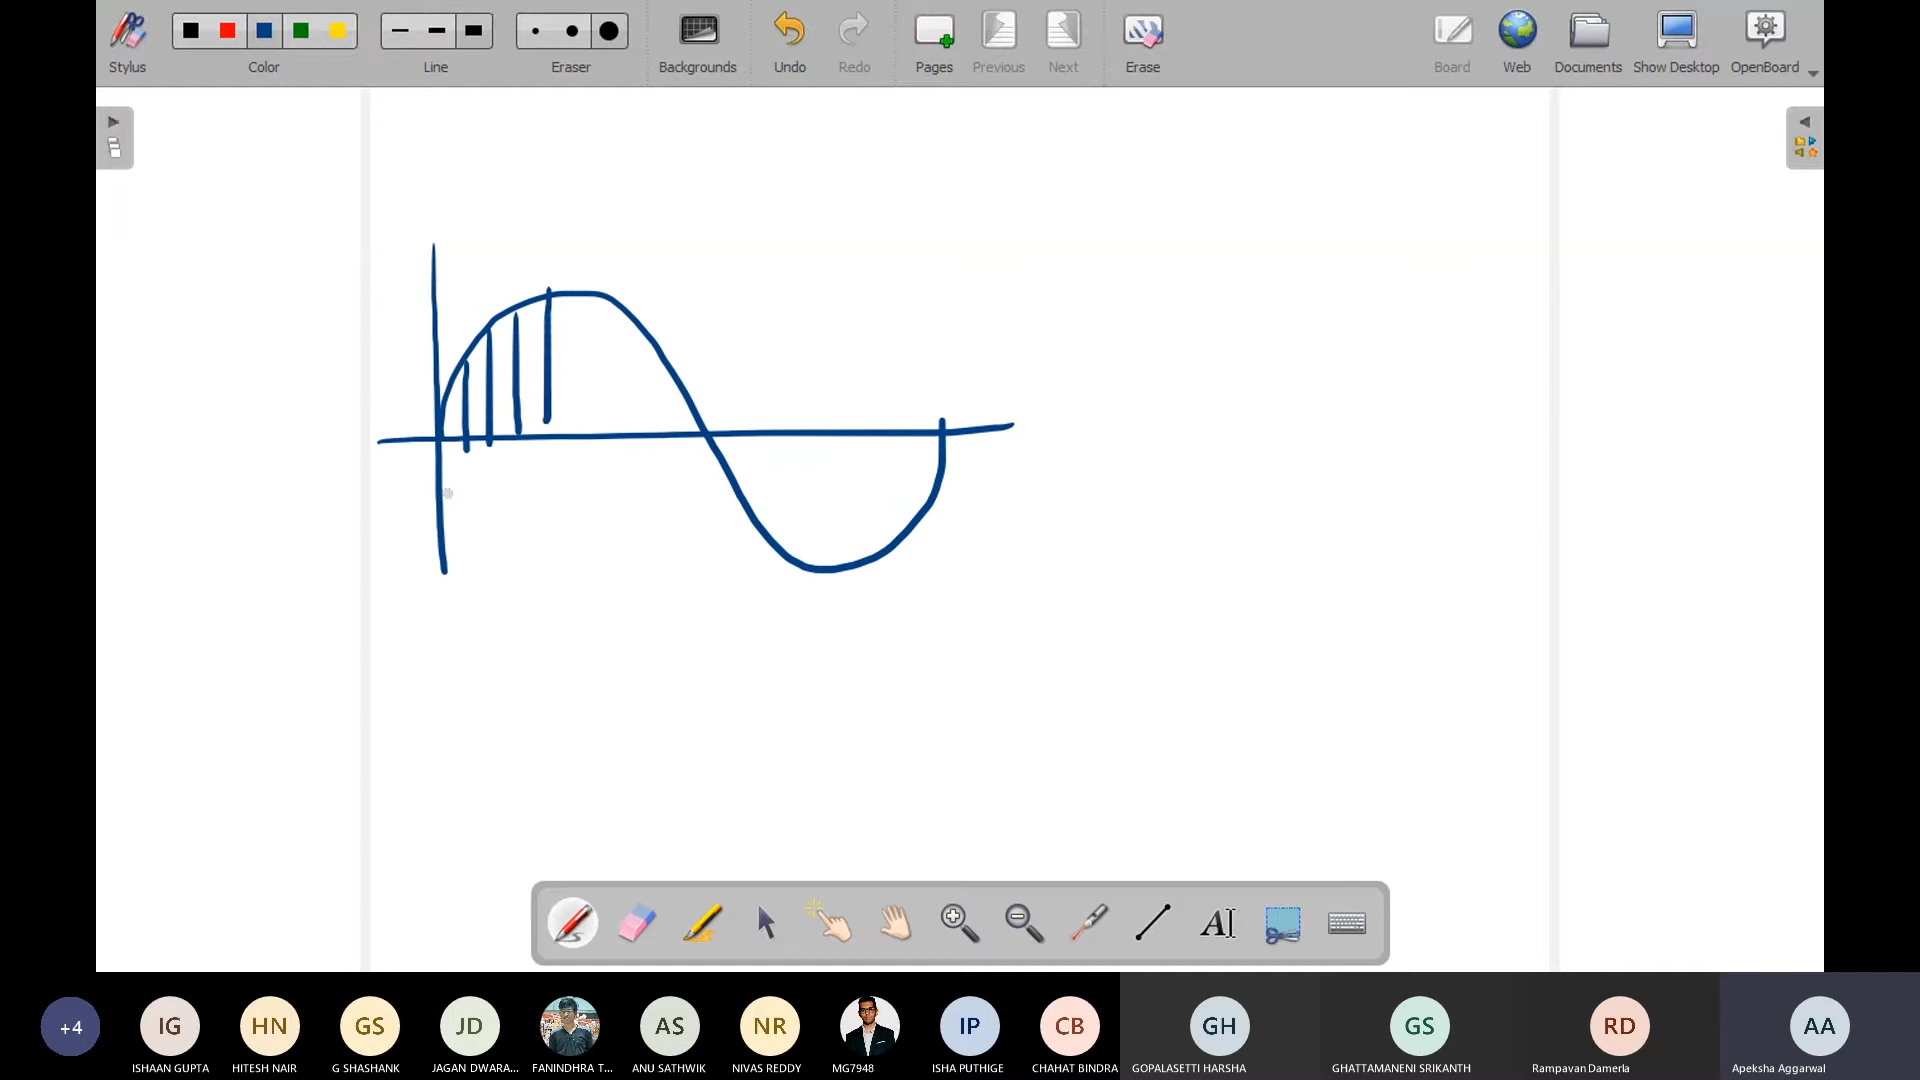 Stylus Color Line Eraser Backgrounds Undo Redo Pages Previous Next Erase Board Web Documents Show Desktop OpenBoard
A
+4 IG HN GS JD AS NR IP CB GH GS RD AA
ISHAAN GUPTA HITESH NAIR G SHASHANK JAGAN DWARA... FANINDHRA T... ANU SATHWIK NIVAS REDDY MG7948 ISHA PUTHIGE CHAHAT BINDRA GOPALASETTI HARSHA GHATTAMANENI SRIKANTH Rampavan Damerla Apeksha Aggarwal